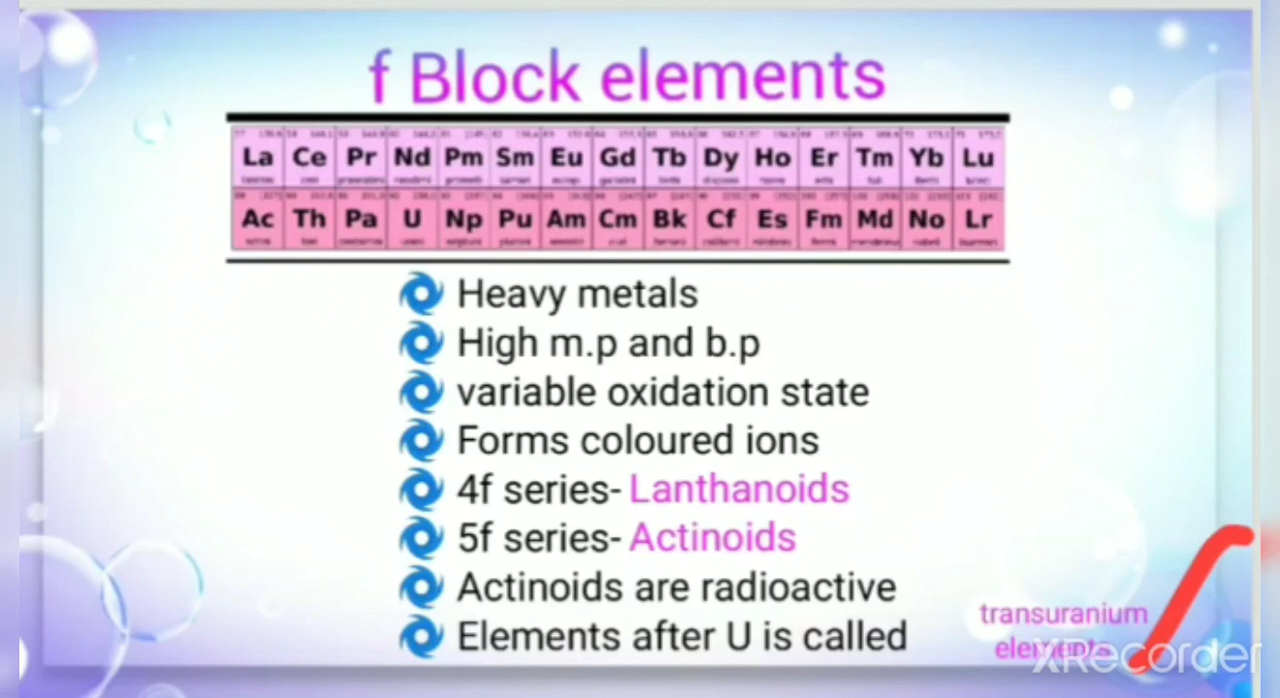 f Block elements
La Ce Pr Nd Pm Sm Eu Gd Tb Dy Ho Er Tm Yb Lu
Ac Th Pa U Np Pu Am Cm Bk Cf Es Fm Md No Lr
Heavy metals
High m.p and b.p
variable oxidation state
Forms coloured ions
4f series- Lanthanoids
5f series- Actinoids
Actinoids are radioactive
Elements after U is called
transuranium
elements
XRecorder